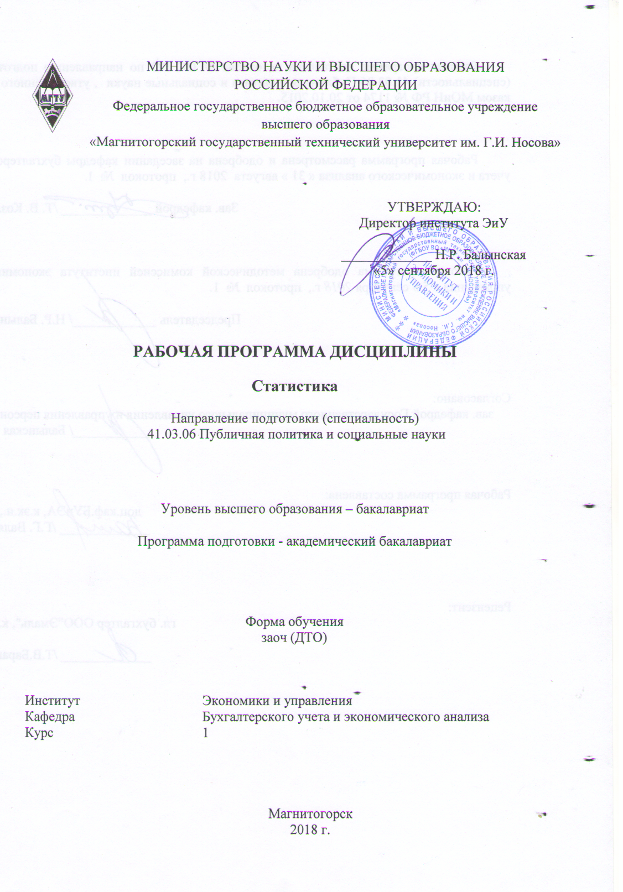 МИНИСТЕРСТВО НАУКИ И ВЫСШЕГО ОБРАЗОВАНИЯ
РОССИЙСКОЙ ФЕДЕРАЦИИ
Федеральное государственное бюджетное образовательное учреждение
высшего образования
«Магнитогорский государственный технический университет им. Г.И. Носова»
УТВЕРЖДАЮ:
Директор института ЭиУ
Н.Р. Балынская
«5» сентября 2018 г.
ИНСТИТУТ
ЭКОНОМИКИ И
УПРАВЛЕНИЯ
РАБОЧАЯ ПРОГРАММА ДИСЦИПЛИНЫ
Статистика
Направление подготовки (специальность)
41.03.06 Публичная политика и социальные науки
Уровень высшего образования – бакалавриат
Программа подготовки - академический бакалавриат
Форма обучения
заоч (ДТО)
Институт Экономики и управления
Кафедра Бухгалтерского учета и экономического анализа
Курс 1
Магнитогорск
2018 г.